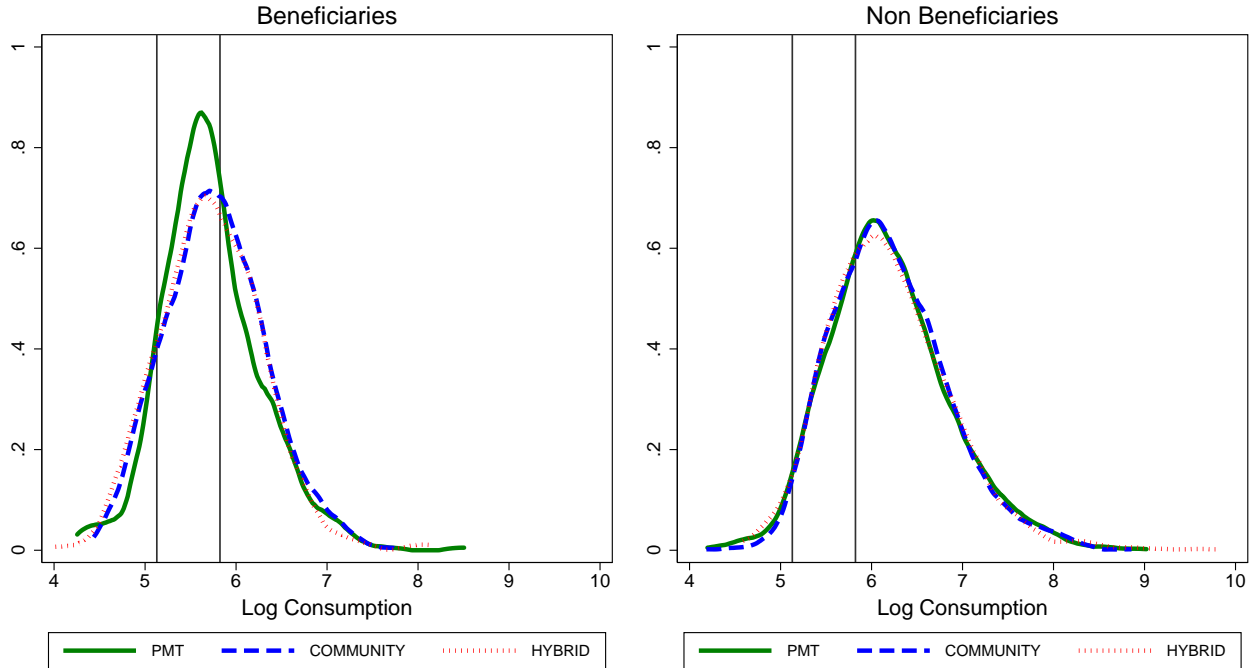 Beneficiaries
1
.8
.6
.4
.2
0
4 5 6 7 8 9 10
Log Consumption
PMT COMMUNITY HYBRID
Non Beneficiaries
1
.8
.6
.4
.2
0
4 5 6 7 8 9 10
Log Consumption
PMT COMMUNITY HYBRID